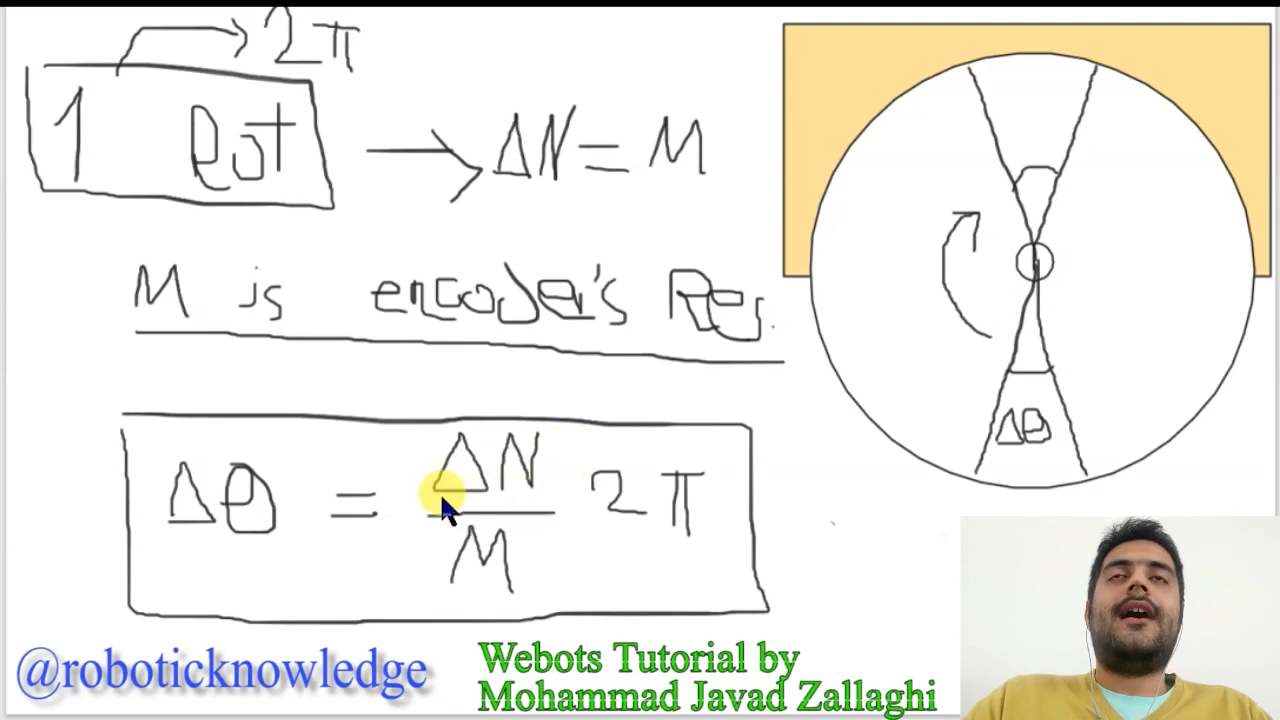 2π
1 Rot → ΔN = M
M is encoder's Res.
Δθ
Δθ = ΔN/M 2π
@roboticknowledge
Webots Tutorial by
Mohammad Javad Zallaghi